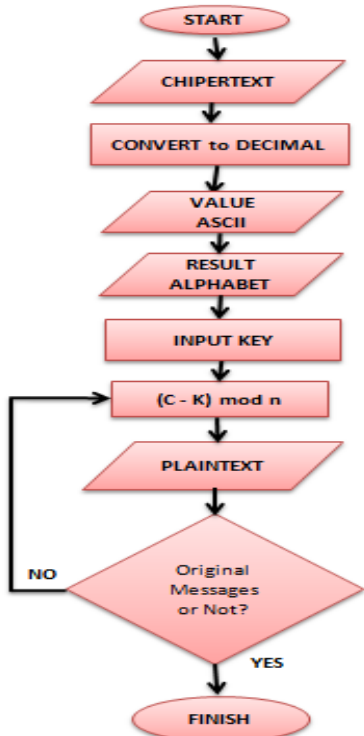 START
CHIPERTEXT
CONVERT to DECIMAL
VALUE
ASCII
RESULT
ALPHABET
INPUT KEY
(C - K) mod n
PLAINTEXT
Original
Messages
or Not?
NO
YES
FINISH